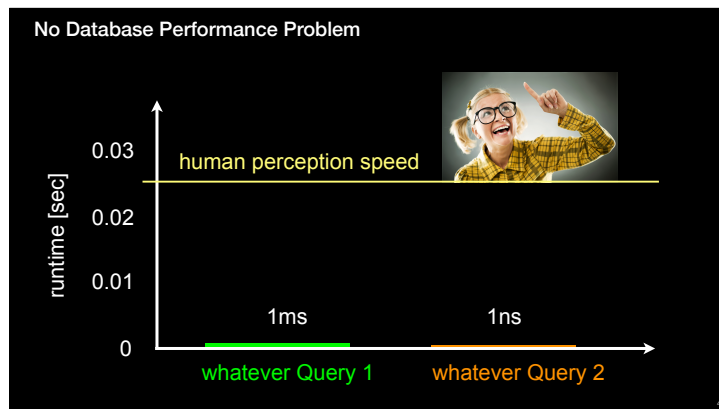 No Database Performance Problem
human perception speed
runtime [sec]
0.03
0.02
0.01
0
1ms
1ns
whatever Query 1
whatever Query 2